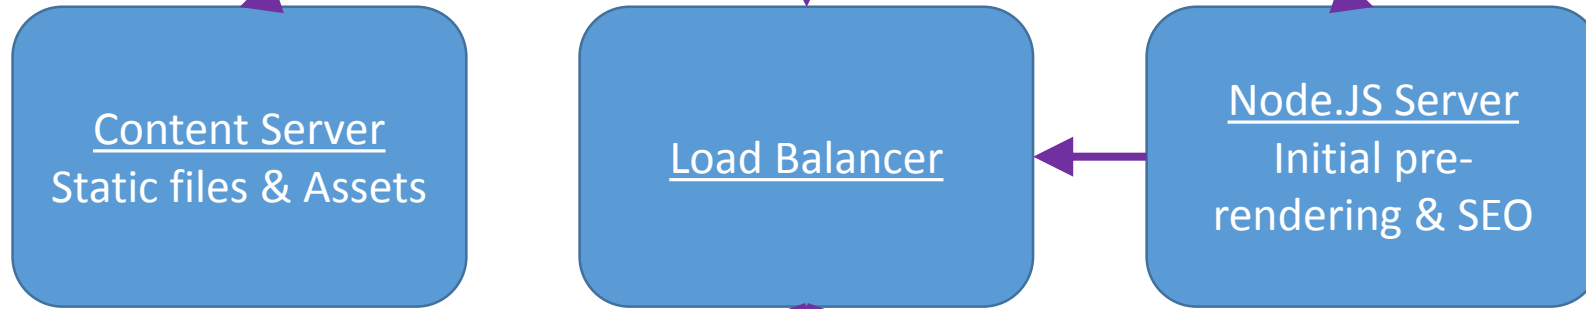 Content Server
Static files & Assets
Load Balancer
Node.JS Server
Initial pre-
rendering & SEO